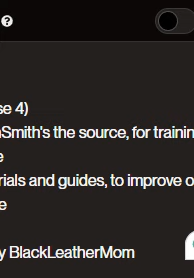 se 4)
Smith's the source, for trainin
e
rials and guides, to improve o
e
y BlackLeatherMom